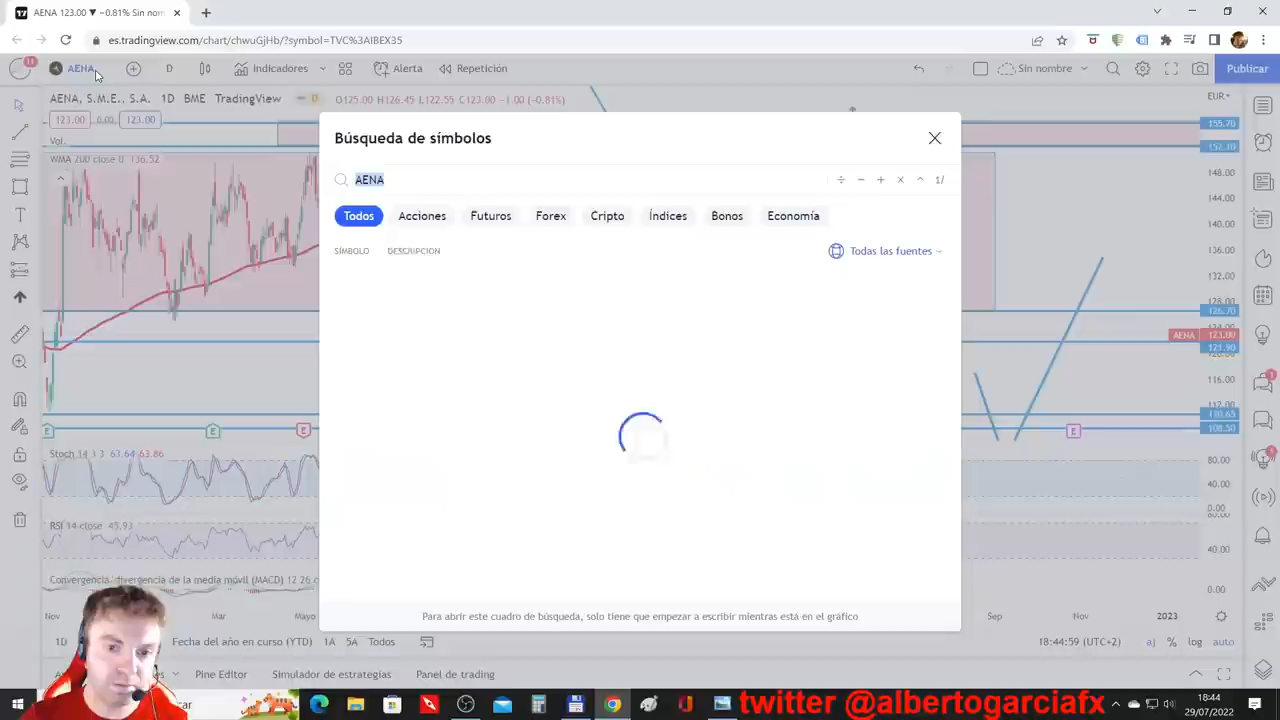 AENA 123.00 ▼ −0.81% Sin nom
es.tradingview.com/chart/chwuGjHb/?symbol=TVC%3AIBEX35
11
AENA
D
Indicadores
Alerta
Repetición
Sin nombre
Publicar
AENA, S.M.E., S.A. 1D BME TradingView
D
O125.00 H126.45 L122.55 C123.00 −1.00 (−0.81%)
EUR
123.00 0.00 123.00
Vol.
WMA 200 close 0 136.52
Búsqueda de símbolos
AENA
÷ − + × 1/
Todos
Acciones
Futuros
Forex
Cripto
Índices
Bonos
Economía
SÍMBOLO
DESCRIPCION
Todas las fuentes
Para abrir este cuadro de búsqueda, solo tiene que empezar a escribir mientras está en el gráfico
155.70
152.10
148.00
144.00
140.00
136.00
132.00
128.00
126.70
AENA 123.00
121.90
116.00
112.00
110.65
108.50
E
E
E
E
Stoch 14 3 3 63.64 63.86
80.00
40.00
0.00
RSI 14 close 45.93
40.00
Convergencia/divergencia de la media móvil (MACD) 12 26 c
0.00
Nov
Mar
Mayo
Sep
Nov
2023
1D
Fecha del año en curso (YTD)
1A
5A
Todos
18:44:59 (UTC+2)
%
log
auto
Pine Editor
Simulador de estrategias
Panel de trading
twitter @albertogarciafx
18:44
29/07/2022